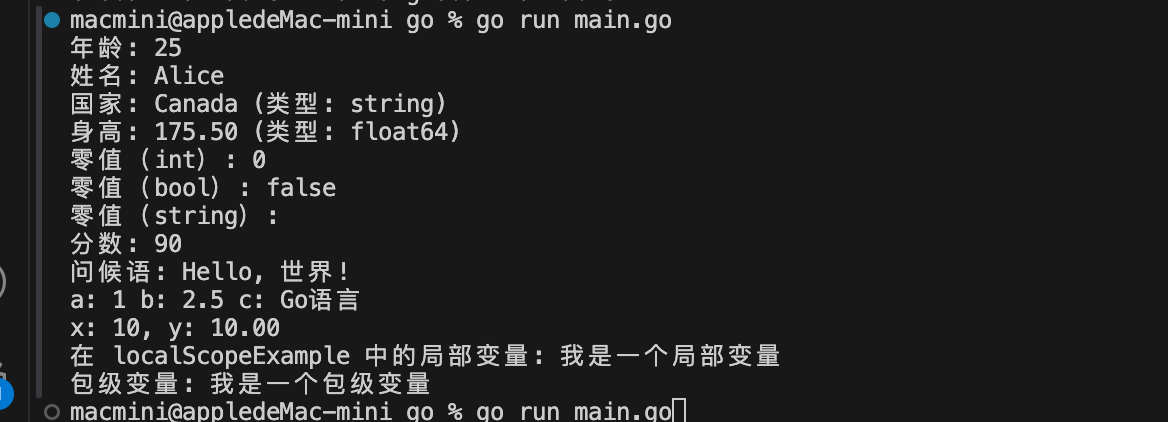 macmini@appledeMac-mini go % go run main.go
年龄: 25
姓名: Alice
国家: Canada (类型: string)
身高: 175.50 (类型: float64)
零值 (int) : 0
零值 (bool) : false
零值 (string) :
分数: 90
问候语: Hello, 世界!
a: 1 b: 2.5 c: Go语言
x: 10, y: 10.00
在 localScopeExample 中的局部变量: 我是一个局部变量
包级变量: 我是一个包级变量
macmini@appledeMac-mini go % go run main.go